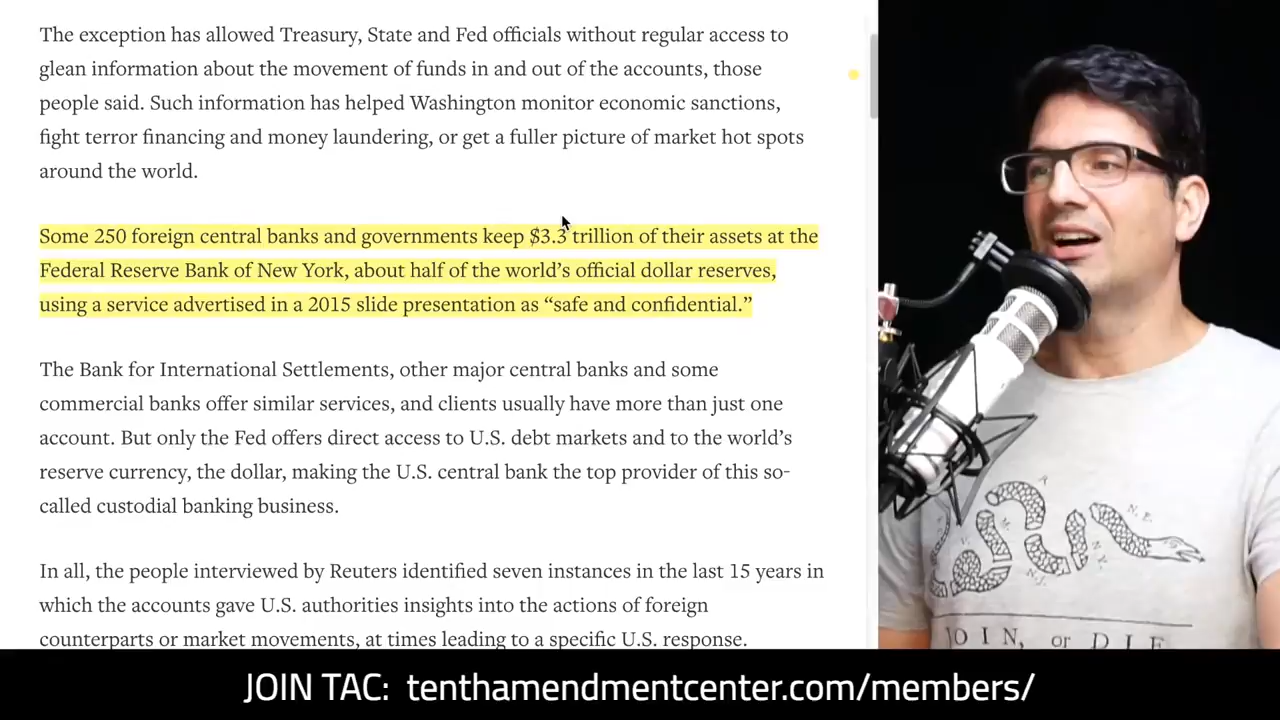 The exception has allowed Treasury, State and Fed officials without regular access to
glean information about the movement of funds in and out of the accounts, those
people said. Such information has helped Washington monitor economic sanctions,
fight terror financing and money laundering, or get a fuller picture of market hot spots
around the world.
Some 250 foreign central banks and governments keep $3.3 trillion of their assets at the
Federal Reserve Bank of New York, about half of the world’s official dollar reserves,
using a service advertised in a 2015 slide presentation as “safe and confidential.”
The Bank for International Settlements, other major central banks and some
commercial banks offer similar services, and clients usually have more than just one
account. But only the Fed offers direct access to U.S. debt markets and to the world’s
reserve currency, the dollar, making the U.S. central bank the top provider of this so-
called custodial banking business.
In all, the people interviewed by Reuters identified seven instances in the last 15 years in
which the accounts gave U.S. authorities insights into the actions of foreign
counterparts or market movements, at times leading to a specific U.S. response.
R
N.E.
M.
N.Y.
N.J.
JOIN, or DIE
JOIN TAC: tenthamendmentcenter.com/members/